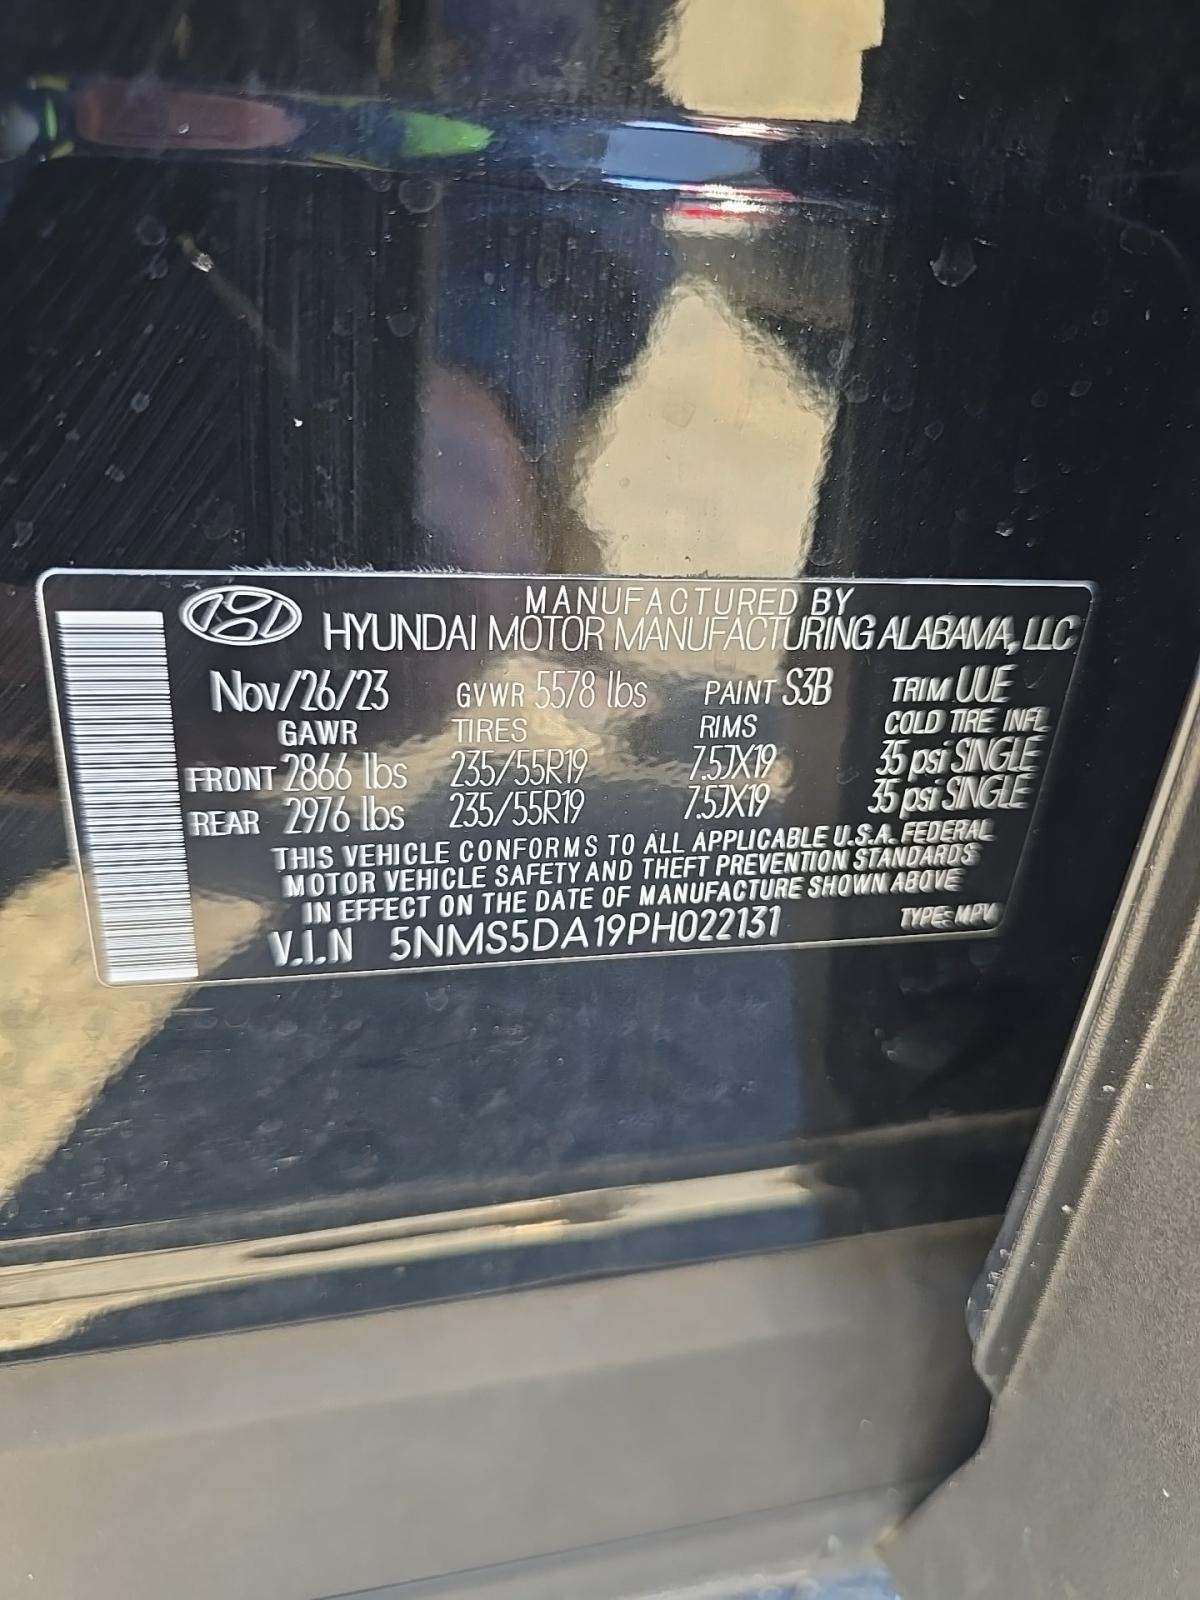 MANUFACTURED BY
HYUNDAI MOTOR MANUFACTURING ALABAMA, LLC
Nov/26/23 GVWR 5578 lbs PAINT S3B TRIM UUE
GAWR TIRES RIMS COLD TIRE INFL
FRONT 2866 lbs 235/55R19 7.5JX19 35 psi SINGLE
REAR 2976 lbs 235/55R19 7.5JX19 35 psi SINGLE
THIS VEHICLE CONFORMS TO ALL APPLICABLE U.S.A. FEDERAL
MOTOR VEHICLE SAFETY AND THEFT PREVENTION STANDARDS
IN EFFECT ON THE DATE OF MANUFACTURE SHOWN ABOVE
V.I.N 5NMS5DA19PH022131 TYPE: MPV